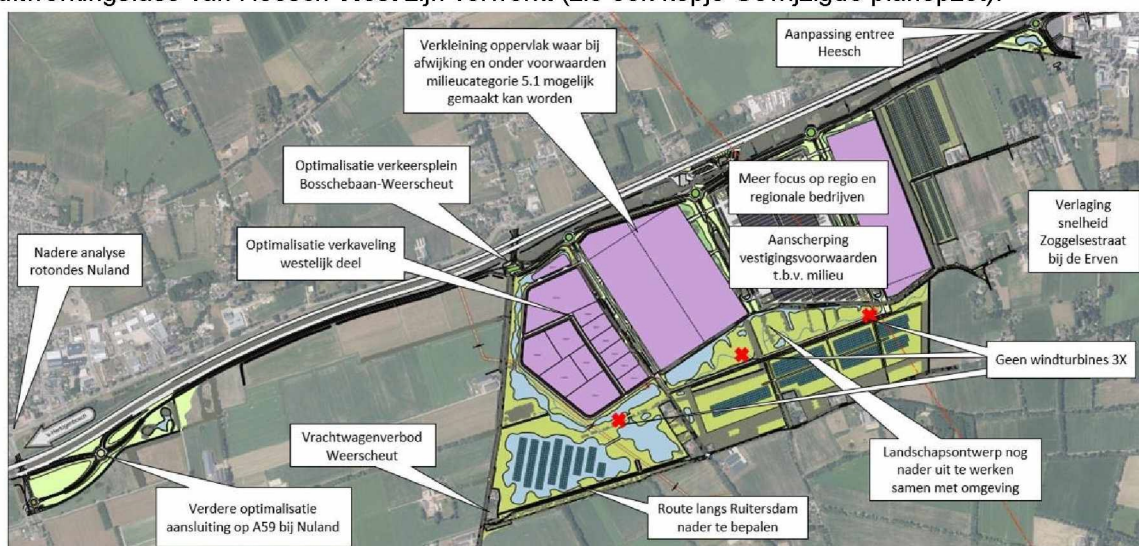 Verkleining oppervlak waar bij
afwijking en onder voorwaarden
milieucategorie 5.1 mogelijk
gemaakt kan worden
Aanpassing entree
Heesch
Optimalisatie verkeersplein
Bosschebaan-Weerscheut
Meer focus op regio en
regionale bedrijven
Verlaging
snelheid
Zoggelsestraat
bij de Erven
Nadere analyse
rotondes Nuland
Optimalisatie verkaveling
westelijk deel
Aanscherping
vestigingsvoorwaarden
t.b.v. milieu
Geen windturbines 3X
's-Hertogenbosch
Vrachtwagenverbod
Weerscheut
Landschapsontwerp nog
nader uit te werken
samen met omgeving
Verdere optimalisatie
aansluiting op A59 bij Nuland
Route langs Ruitersdam
nader te bepalen